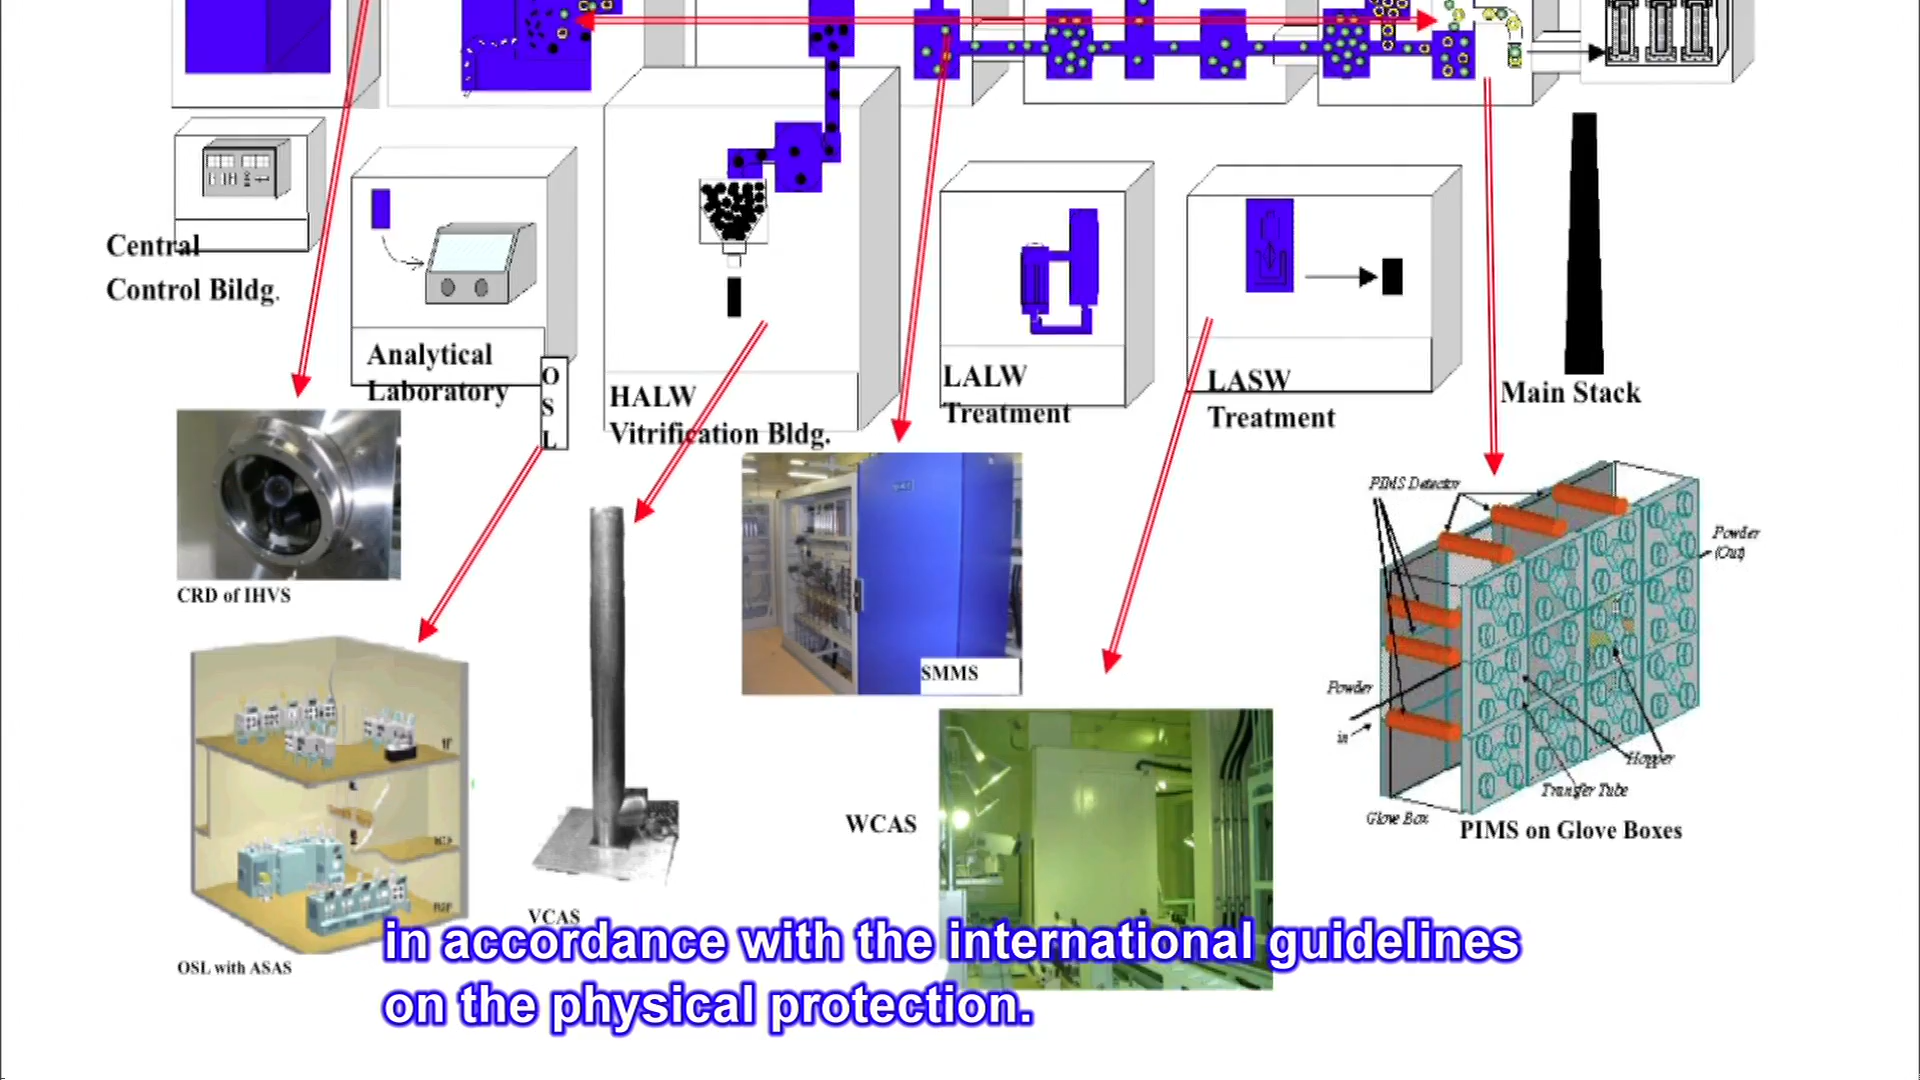 Central
Control Bildg.
Analytical
Laboratory
O
S
L
HALW
Vitrification Bldg.
LALW
Treatment
LASW
Treatment
Main Stack
CRD of IHVS
SMMS
PIMS Detector
Powder
(Out)
Powder
in
Hopper
Transfer Tube
Glove Box
PIMS on Glove Boxes
WCAS
VCAS
OSL with ASAS
in accordance with the international guidelines
on the physical protection.